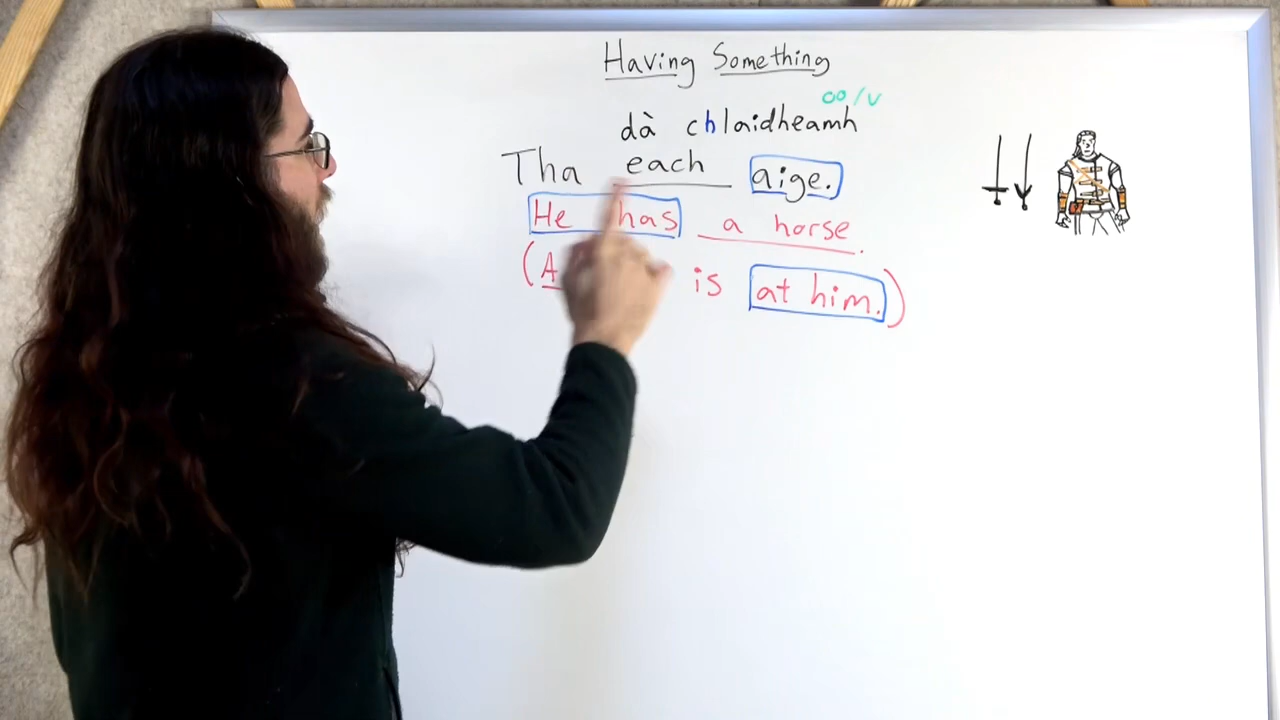 Having Something
oo/v
dà chlaidheamh
Tha each aige.
He has a horse.
(A is at him.)